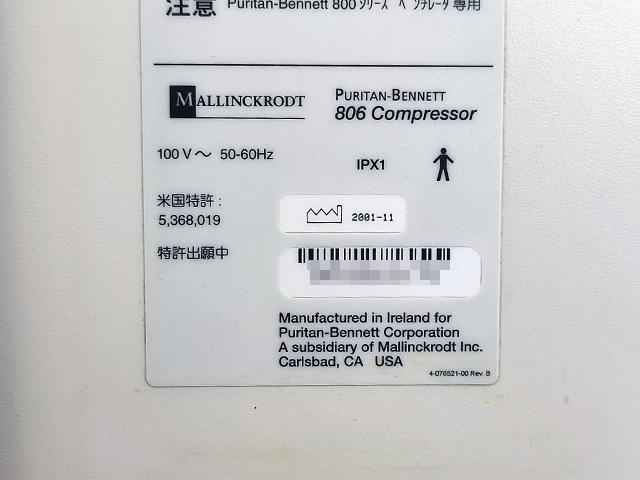 注意 Puritan-Bennett 800 ｼﾘｰｽﾞ ﾍﾞﾝﾁﾚｰﾀ 専用
MALLINCKRODT
PURITAN-BENNETT
806 Compressor
100 V～ 50-60Hz
IPX1
米国特許:
5,368,019
2001-11
特許出願中
Manufactured in Ireland for
Puritan-Bennett Corporation
A subsidiary of Mallinckrodt Inc.
Carlsbad, CA USA
4-076521-00 Rev. B